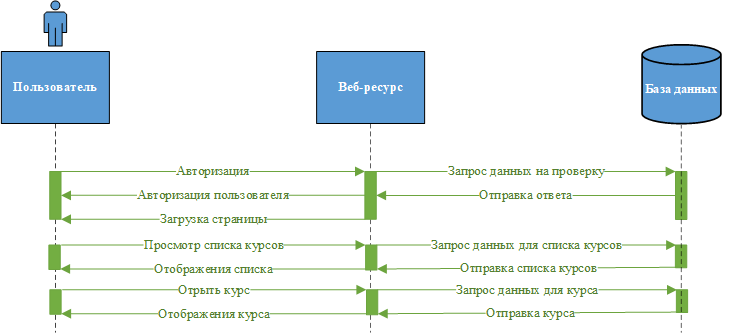 Пользователь
Веб-ресурс
База данных
Авторизация
Запрос данных на проверку
Авторизация пользователя
Отправка ответа
Загрузка страницы
Просмотр списка курсов
Запрос данных для списка курсов
Отображения списка
Отправка списка курсов
Отрыть курс
Запрос данных для курса
Отображения курса
Отправка курса